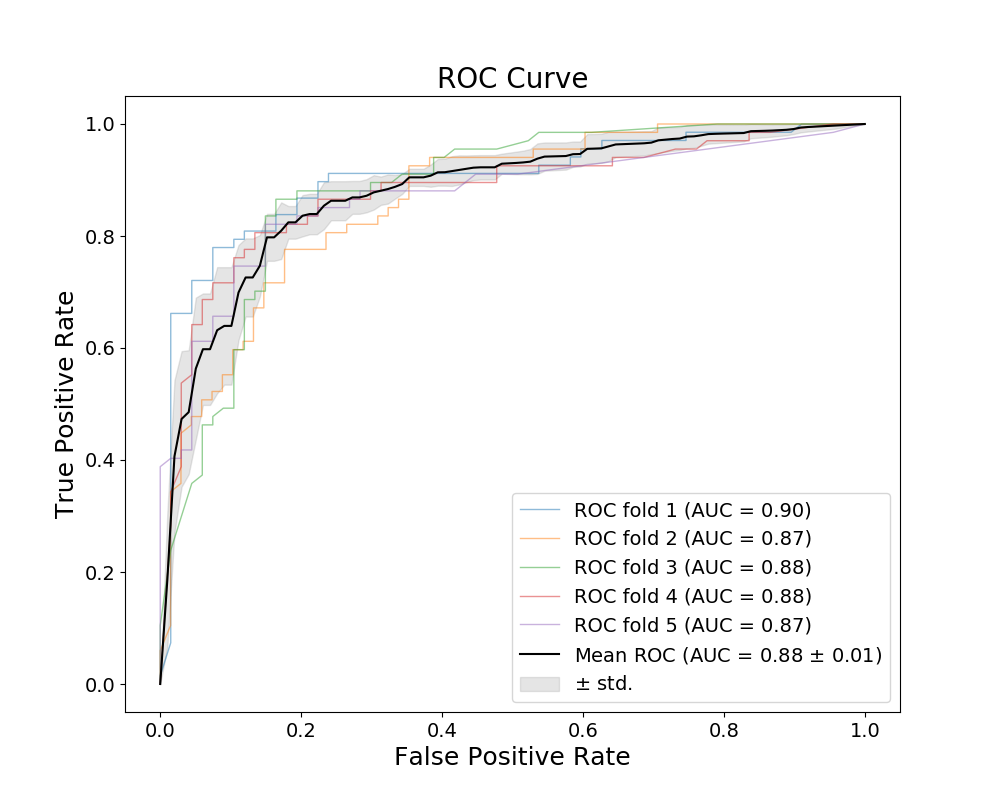 ROC Curve
1.0
0.8
0.6
0.4
0.2
0.0
True Positive Rate
ROC fold 1 (AUC = 0.90)
ROC fold 2 (AUC = 0.87)
ROC fold 3 (AUC = 0.88)
ROC fold 4 (AUC = 0.88)
ROC fold 5 (AUC = 0.87)
Mean ROC (AUC = 0.88 ± 0.01)
± std.
0.0 0.2 0.4 0.6 0.8 1.0
False Positive Rate